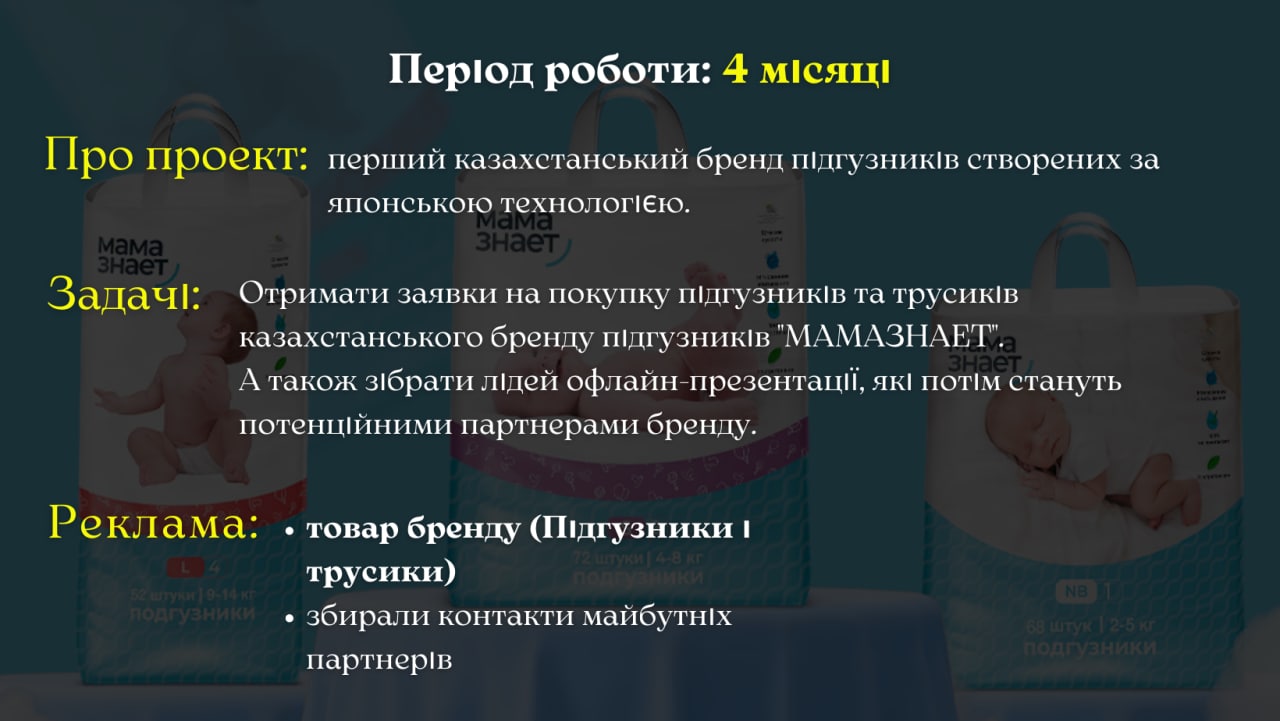 Період роботи: 4 місяці
Про проект:
перший казахстанський бренд підгузників створених за
японською технологією.
мама
знает
мама
знает
мама
знает
Задачі:
Отримати заявки на покупку підгузників та трусиків
казахстанського бренду підгузників "МАМАЗНАЕТ".
А також зібрати лідей офлайн-презентації, які потім стануть
потенційними партнерами бренду.
Реклама:
• товар бренду (Підгузники і
трусики)
• збирали контакти майбутніх
партнерів
L 4
52 штуки | 9-14 кг
подгузники
72 штуки | 4-8 кг
подгузники
NB 1
68 штук | 2-5 кг
подгузники